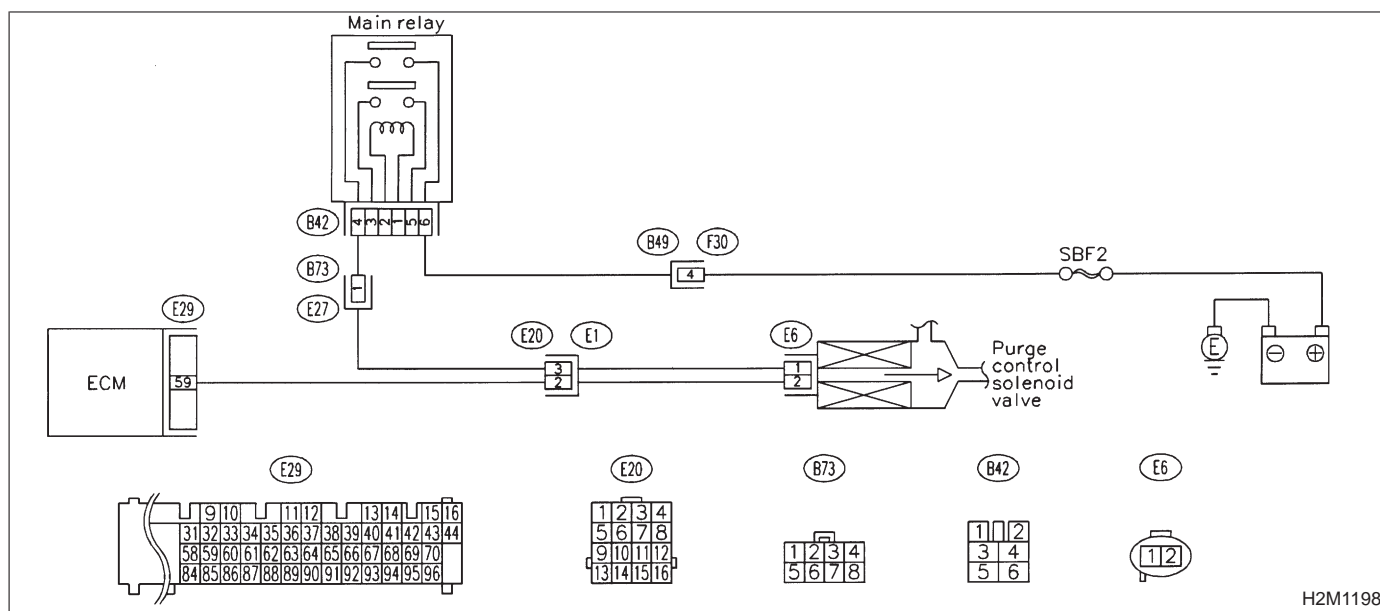 Main relay
B42
4 3 2 1 5 6
B49 F30
SBF2
B73
1
4
E27
E29
E20 E1
E6
ECM
59
3
2
1
2
Purge
control
solenoid
valve
E
⊖ ⊕
E29
E20
B73
B42
E6
9 10 11 12 13 14 15 16
31 32 33 34 35 36 37 38 39 40 41 42 43 44
58 59 60 61 62 63 64 65 66 67 68 69 70
84 85 86 87 88 89 90 91 92 93 94 95 96
1 2 3 4
5 6 7 8
9 10 11 12
13 14 15 16
1 2 3 4
5 6 7 8
1 2
3 4
5 6
1 2
H2M1198